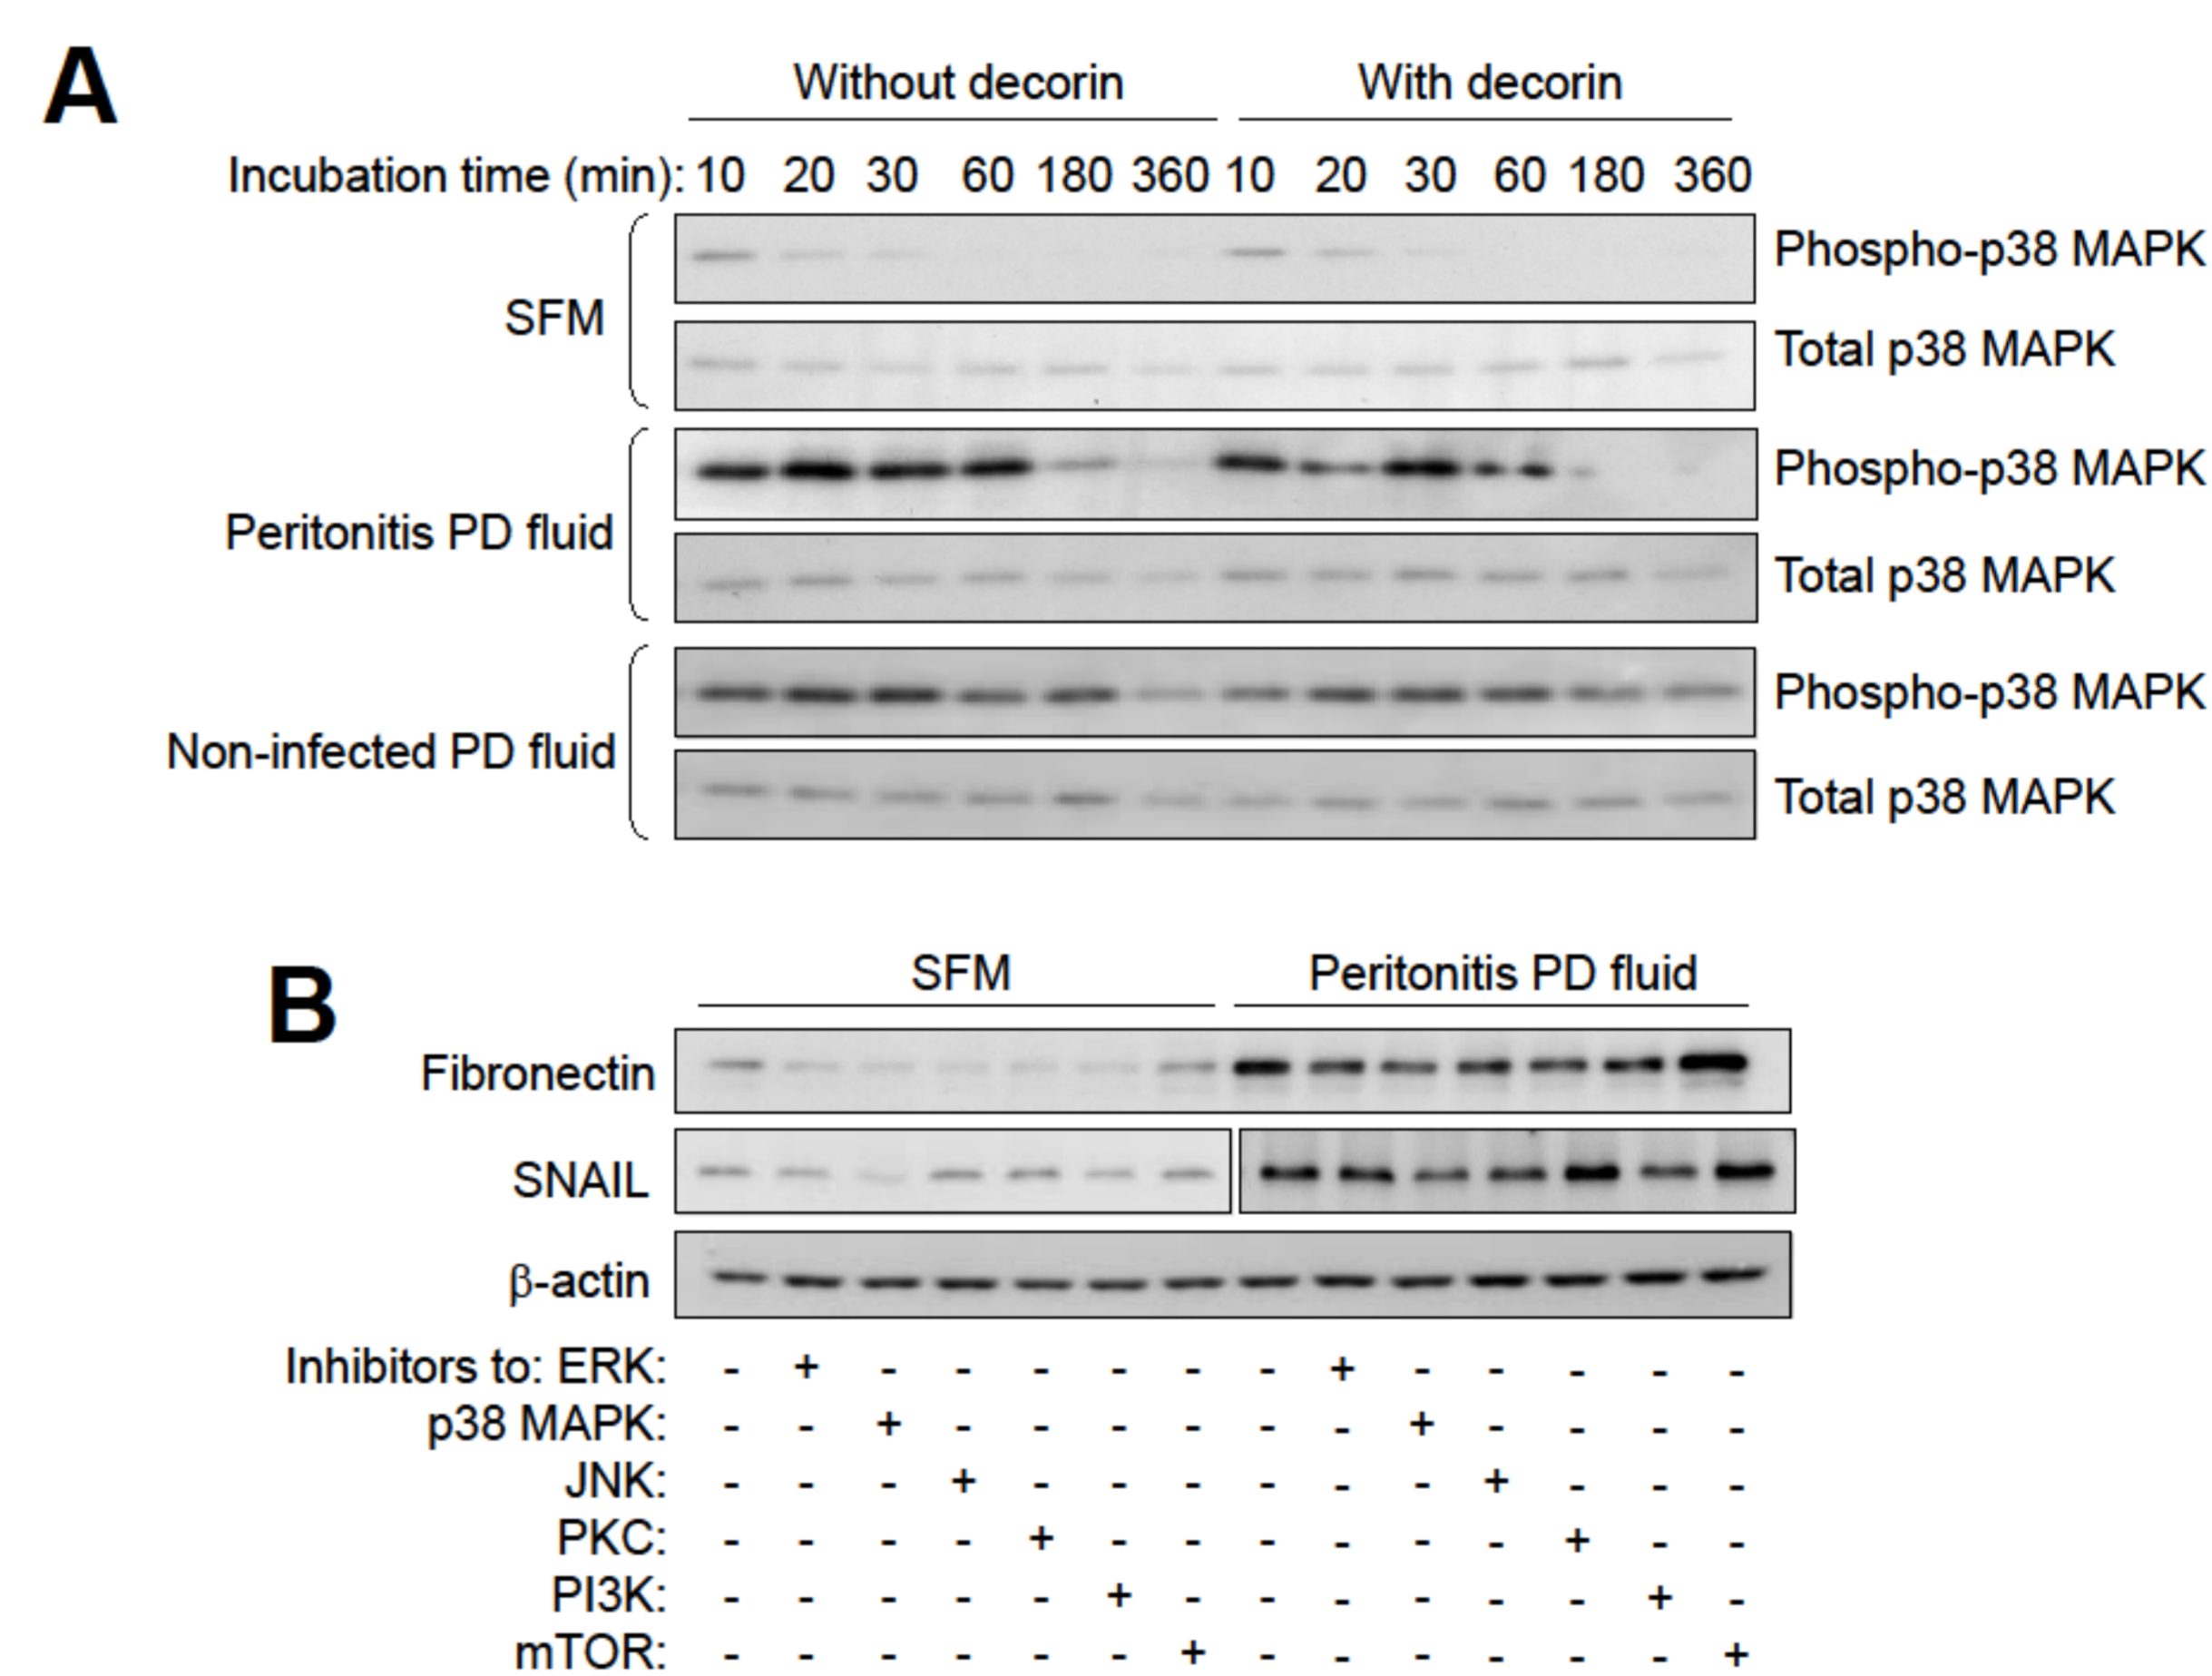 A
Without decorin With decorin
Incubation time (min): 10 20 30 60 180 360 10 20 30 60 180 360
SFM
Phospho-p38 MAPK
Total p38 MAPK
Peritonitis PD fluid
Phospho-p38 MAPK
Total p38 MAPK
Non-infected PD fluid
Phospho-p38 MAPK
Total p38 MAPK
B
SFM Peritonitis PD fluid
Fibronectin
SNAIL
β-actin
Inhibitors to: ERK: - + - - - - - - + - - - - -
p38 MAPK: - - + - - - - - - + - - - -
JNK: - - - + - - - - - - + - - -
PKC: - - - - + - - - - - - + - -
PI3K: - - - - - + - - - - - - + -
mTOR: - - - - - - + - - - - - - +